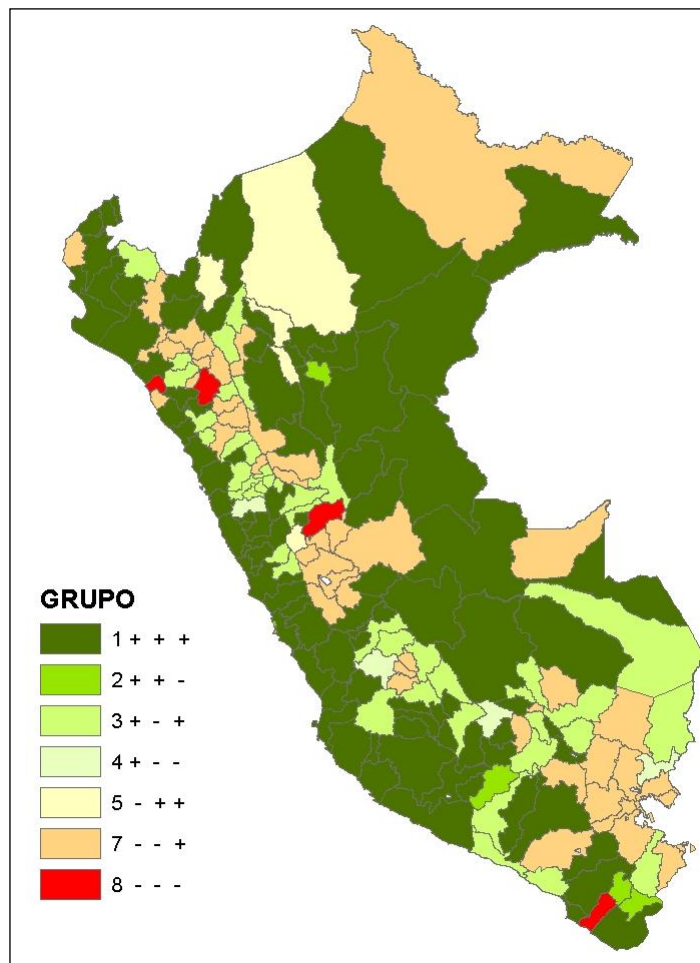 GRUPO
1 + + +
2 + + -
3 + - +
4 + - -
5 - + +
7 - - +
8 - - -